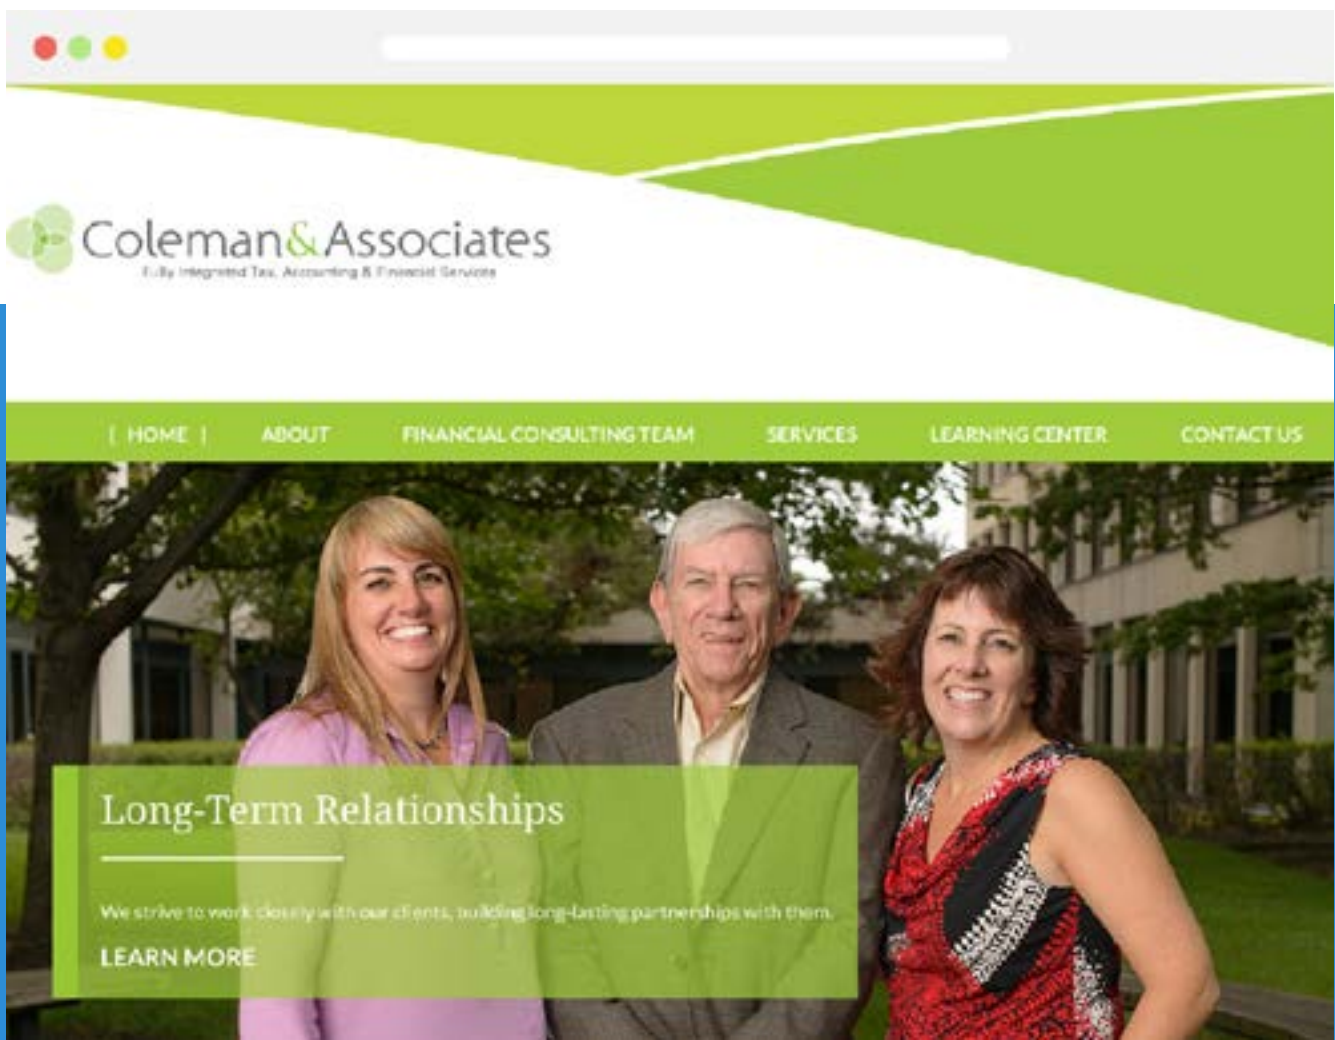 Coleman&Associates
Fully Integrated Tax, Accounting & Financial Services
[ HOME ] ABOUT FINANCIAL CONSULTING TEAM SERVICES LEARNING CENTER CONTACT US
Long-Term Relationships
We strive to work closely with our clients, building long-lasting partnerships with them.
LEARN MORE